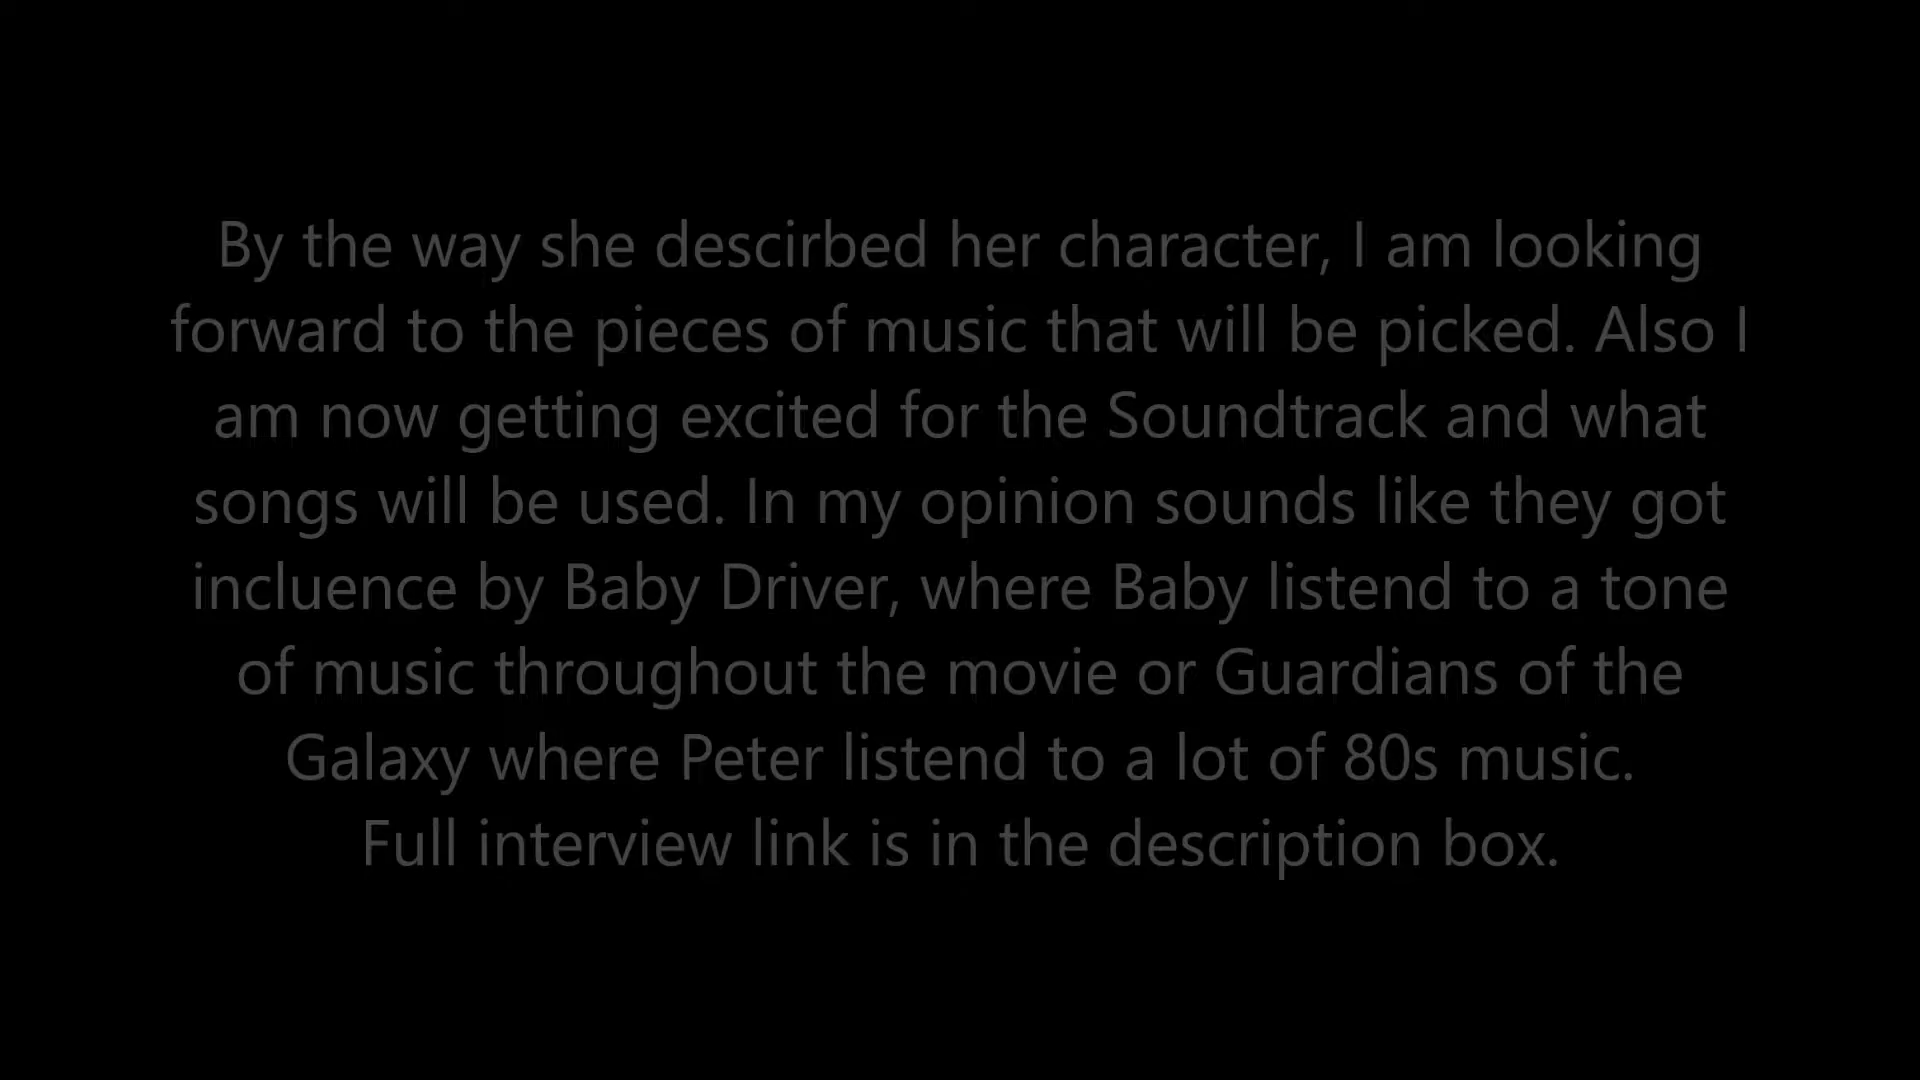 By the way she descirbed her character, I am looking
forward to the pieces of music that will be picked. Also I
am now getting excited for the Soundtrack and what
songs will be used. In my opinion sounds like they got
incluence by Baby Driver, where Baby listend to a tone
of music throughout the movie or Guardians of the
Galaxy where Peter listend to a lot of 80s music.
Full interview link is in the description box.